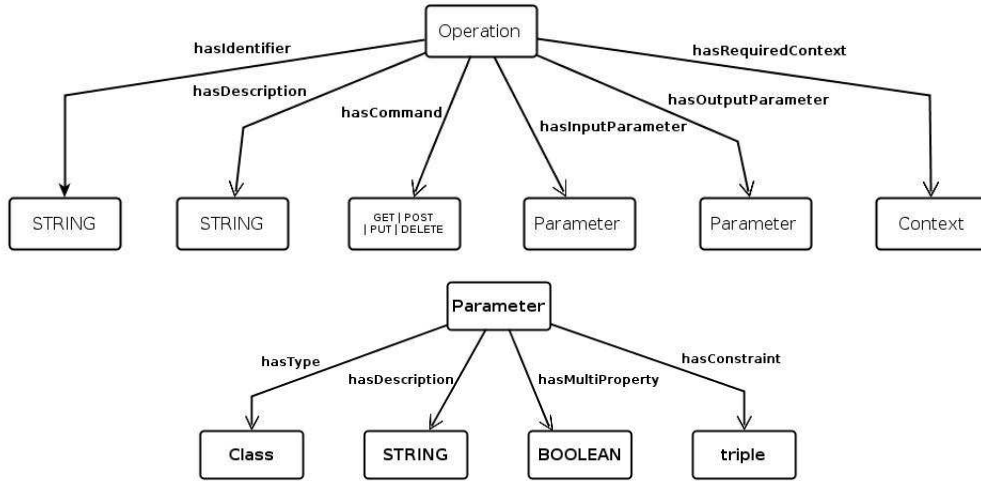 Operation
hasIdentifier
hasRequiredContext
hasDescription
hasOutputParameter
hasCommand
hasInputParameter
STRING
STRING
GET | POST
| PUT | DELETE
Parameter
Parameter
Context
Parameter
hasType
hasDescription
hasMultiProperty
hasConstraint
Class
STRING
BOOLEAN
triple